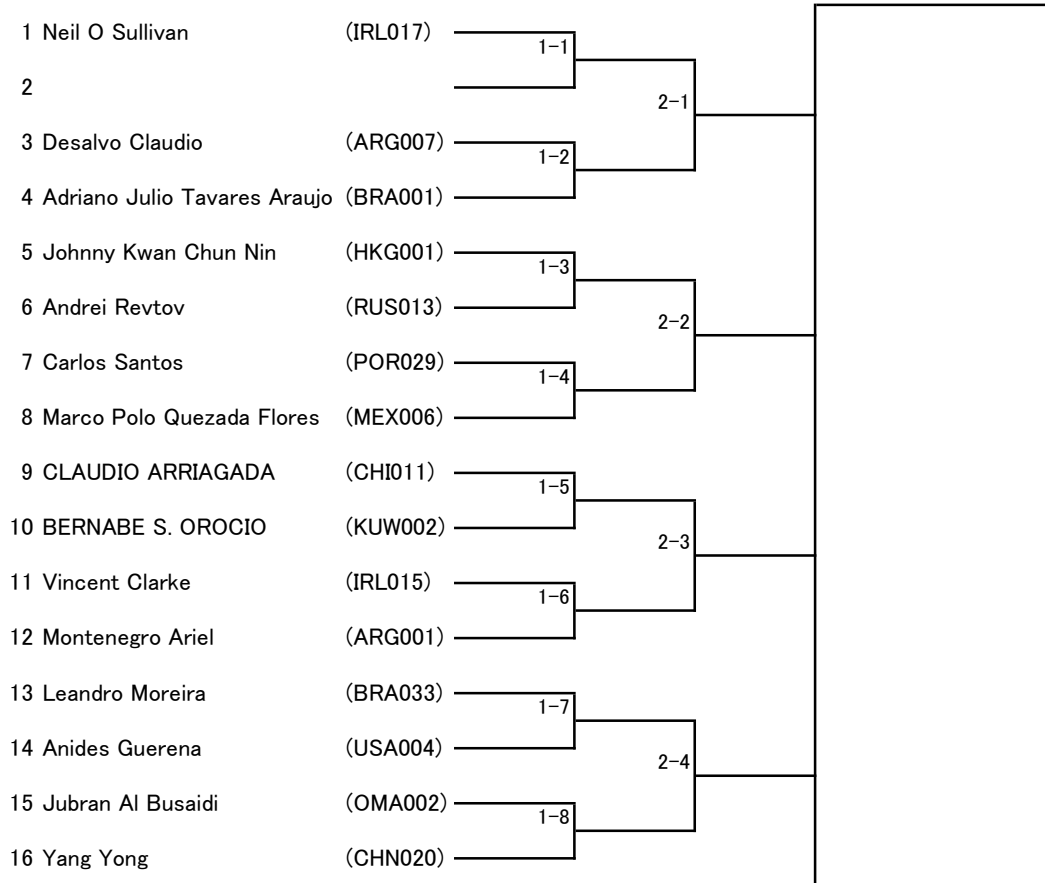 1 Neil O Sullivan (IRL017)
1-1
2
2-1
3 Desalvo Claudio (ARG007)
1-2
4 Adriano Julio Tavares Araujo (BRA001)
5 Johnny Kwan Chun Nin (HKG001)
1-3
6 Andrei Revtov (RUS013)
2-2
7 Carlos Santos (POR029)
1-4
8 Marco Polo Quezada Flores (MEX006)
9 CLAUDIO ARRIAGADA (CHI011)
1-5
10 BERNABE S. OROCIO (KUW002)
2-3
11 Vincent Clarke (IRL015)
1-6
12 Montenegro Ariel (ARG001)
13 Leandro Moreira (BRA033)
1-7
14 Anides Guerena (USA004)
2-4
15 Jubran Al Busaidi (OMA002)
1-8
16 Yang Yong (CHN020)